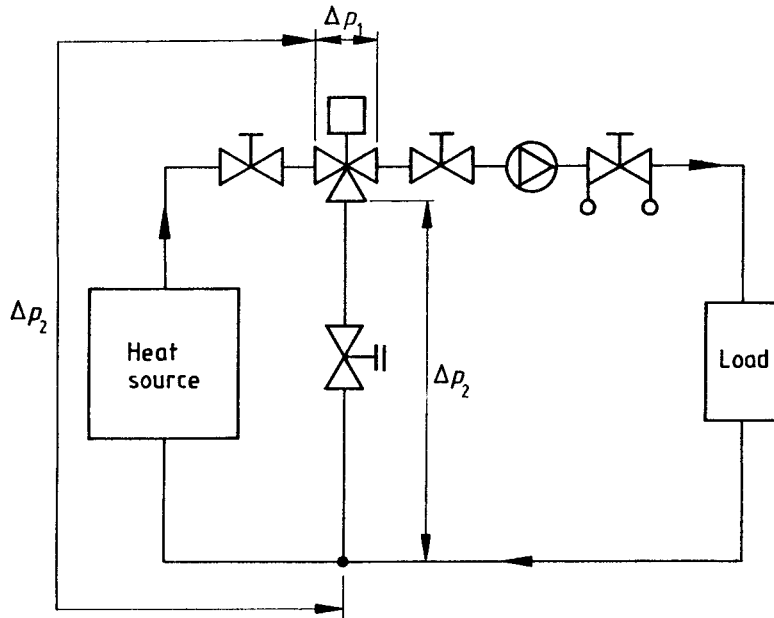 Δp₁
Δp₂
Heat
source
Δp₂
Load